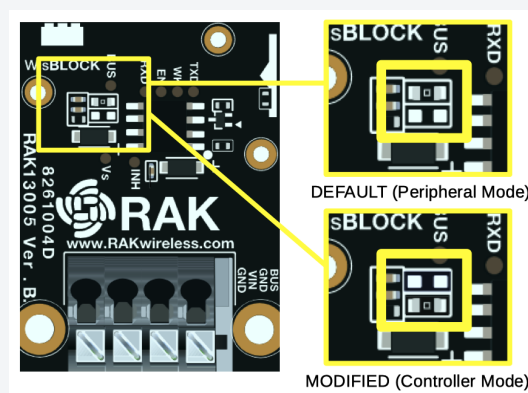 WisBLOCK
BUS
RXD
EN
WK
TXD
Vs
INH
8261004D
RAK13005 Ver . B.
RAK
www.RAKwireless.com
BUS
GND
VIN
GND
sBLOCK
BUS
RXD
DEFAULT (Peripheral Mode)
sBLOCK
BUS
RXD
MODIFIED (Controller Mode)